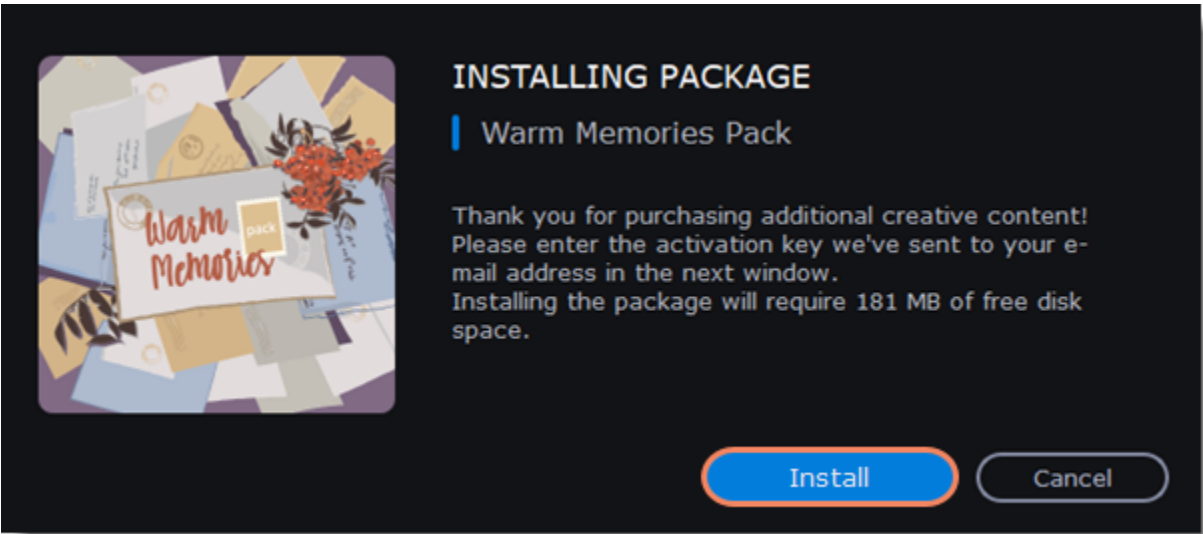 INSTALLING PACKAGE
Warm Memories Pack
Warm
pack
Memories
Thank you for purchasing additional creative content!
Please enter the activation key we've sent to your e-
mail address in the next window.
Installing the package will require 181 MB of free disk
space.
Install
Cancel